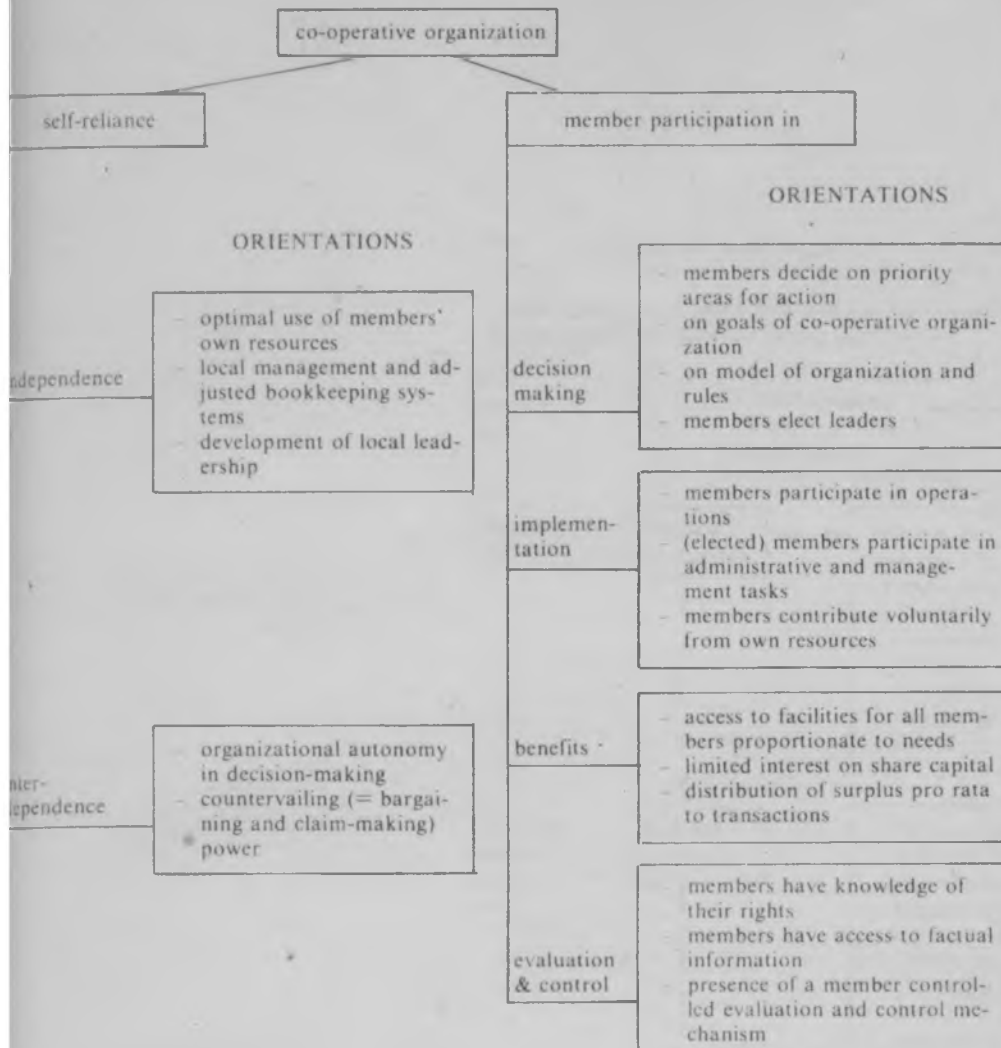 co-operative organization
self-reliance
ORIENTATIONS
ndependence
- optimal use of members'
own resources
- local management and ad-
justed bookkeeping sys-
tems
- development of local lead-
ership
nter-
dependence
- organizational autonomy
in decision-making
- countervailing (= bargai-
ning and claim-making)
power
member participation in
ORIENTATIONS
decision
making
- members decide on priority
areas for action
- on goals of co-operative organi-
zation
- on model of organization and
rules
- members elect leaders
implemen-
tation
- members participate in opera-
tions
- (elected) members participate in
administrative and manage-
ment tasks
- members contribute voluntarily
from own resources
benefits
- access to facilities for all mem-
bers proportionate to needs
- limited interest on share capital
- distribution of surplus pro rata
to transactions
evaluation
& control
- members have knowledge of
their rights
- members have access to factual
information
- presence of a member control-
led evaluation and control me-
chanism